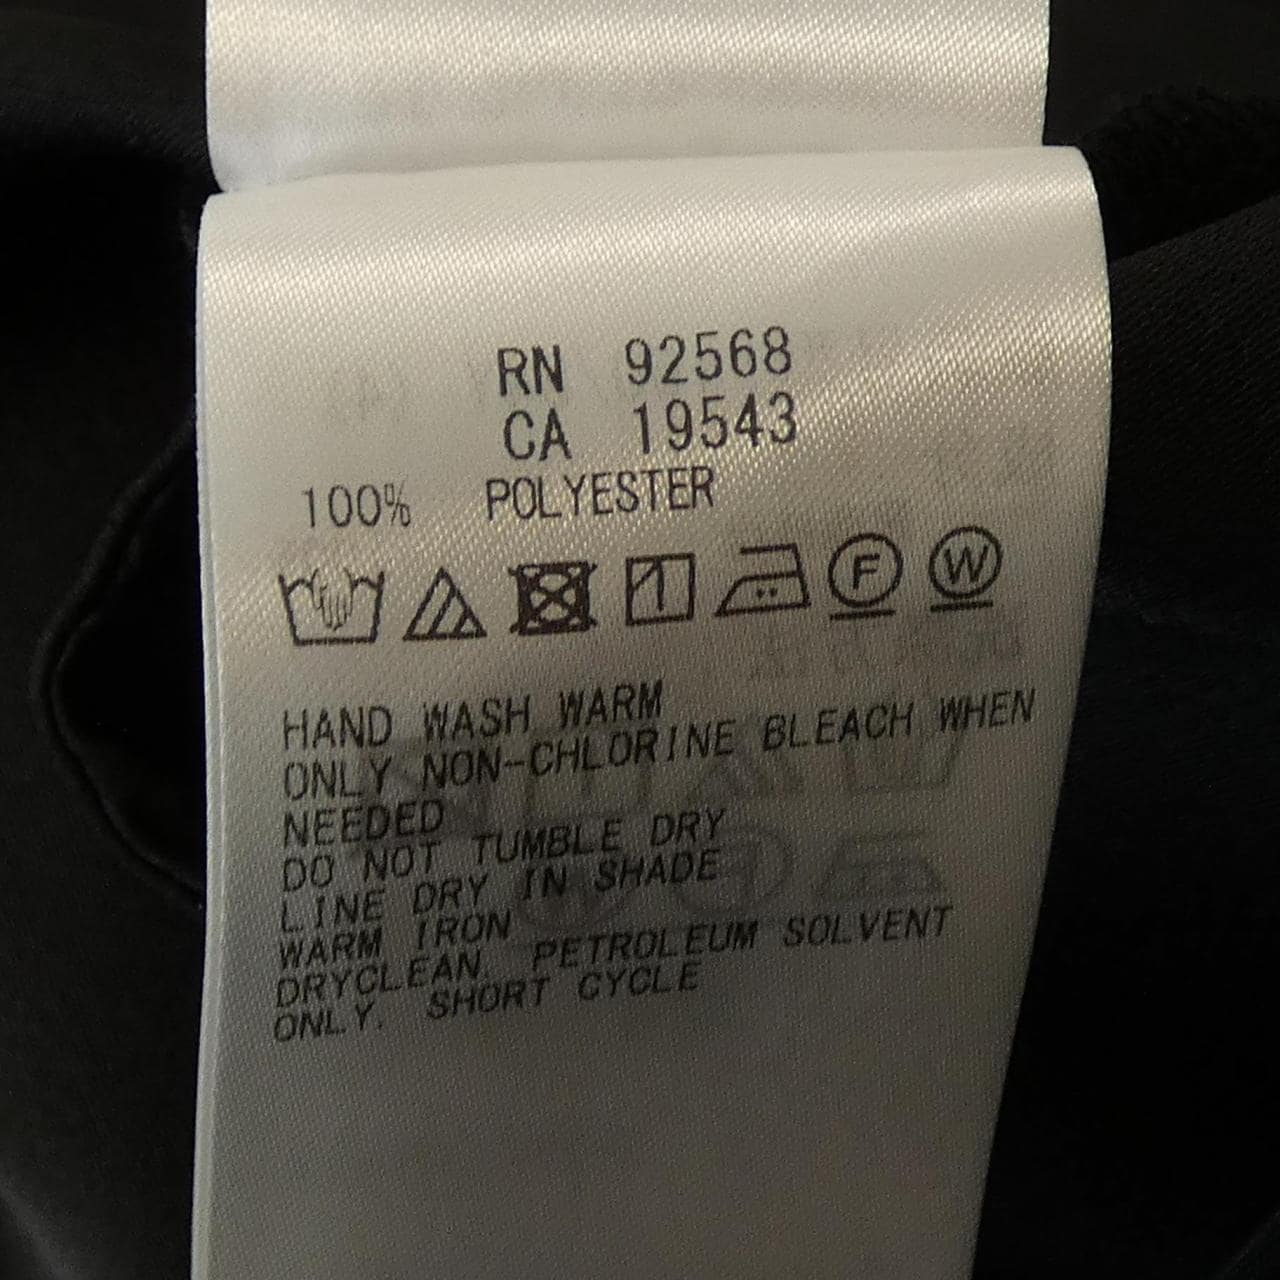 RN 92568
CA 19543
100% POLYESTER
F W
HAND WASH WARM
ONLY NON-CHLORINE BLEACH WHEN
NEEDED
DO NOT TUMBLE DRY
LINE DRY IN SHADE
WARM IRON
DRYCLEAN. PETROLEUM SOLVENT
ONLY. SHORT CYCLE